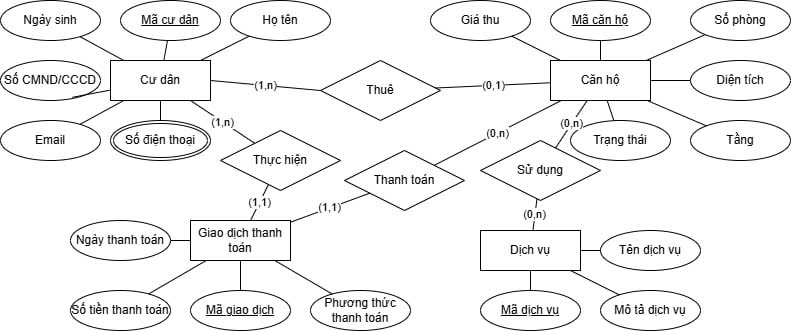 Ngày sinh
Mã cư dân
Họ tên
Giá thu
Mã căn hộ
Số phòng
Số CMND/CCCD
Cư dân
(1,n)
Thuê
(0,1)
Căn hộ
Diện tích
Email
Số điện thoại
(1,n)
(0,n)
(0,n)
Trạng thái
Tầng
Thực hiện
Thanh toán
Sử dụng
(1,1)
(1,1)
(0,n)
Ngày thanh toán
Giao dịch thanh
toán
Dịch vụ
Tên dịch vụ
Số tiền thanh toán
Mã giao dịch
Phương thức
thanh toán
Mã dịch vụ
Mô tả dịch vụ